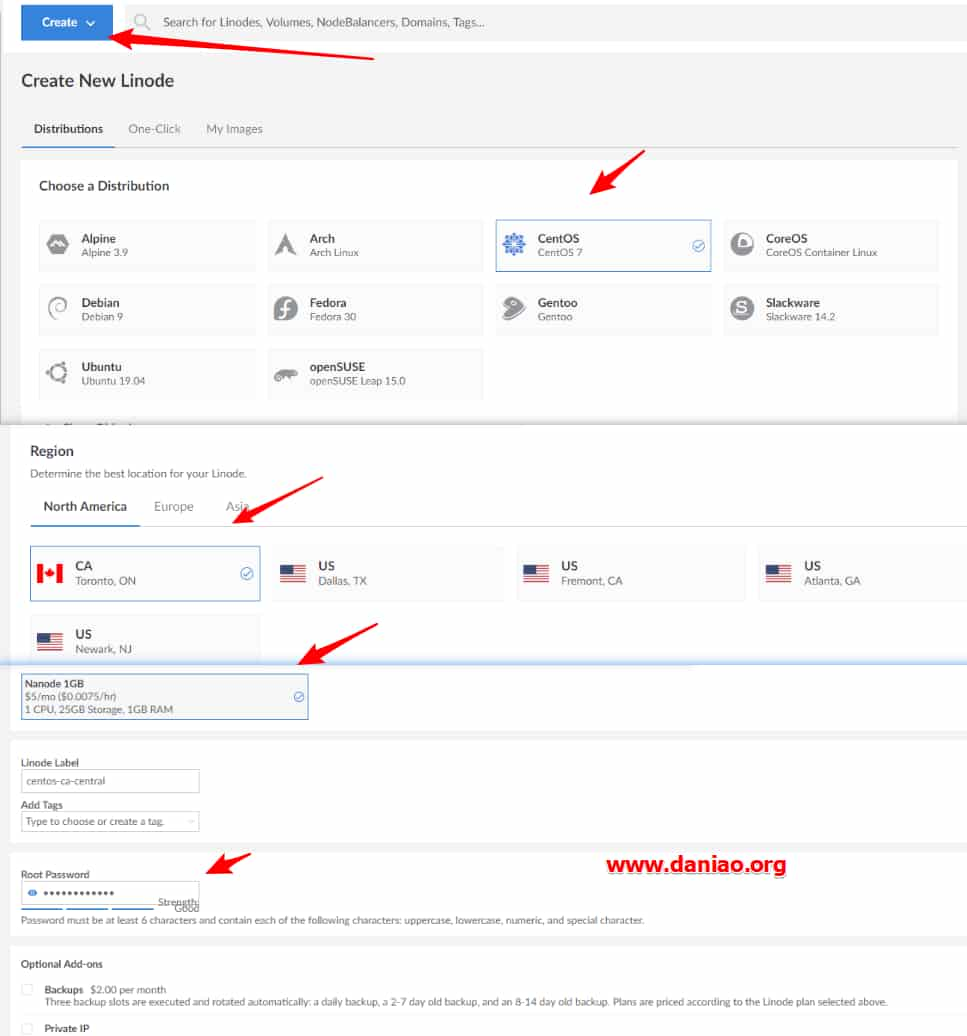 Create
Search for Linodes, Volumes, NodeBalancers, Domains, Tags...
Create New Linode
Distributions One-Click My Images
Choose a Distribution
Alpine
Alpine 3.9
Arch
Arch Linux
CentOS
CentOS 7
CoreOS
CoreOS Container Linux
Debian
Debian 9
Fedora
Fedora 30
Gentoo
Gentoo
Slackware
Slackware 14.2
Ubuntu
Ubuntu 19.04
openSUSE
openSUSE Leap 15.0
Region
Determine the best location for your Linode.
North America Europe Asia
CA
Toronto, ON
US
Dallas, TX
US
Fremont, CA
US
Atlanta, GA
US
Newark, NJ
Nanode 1GB
$5/mo ($0.0075/hr)
1 CPU, 25GB Storage, 1GB RAM
Linode Label
centos-ca-central
Add Tags
Type to choose or create a tag.
www.daniao.org
Root Password
••••••••••••
Strength:
Good
Password must be at least 6 characters and contain each of the following characters: uppercase, lowercase, numeric, and special character.
Optional Add-ons
Backups $2.00 per month
Three backup slots are executed and rotated automatically: a daily backup, a 2-7 day old backup, and an 8-14 day old backup. Plans are priced according to the Linode plan selected above.
Private IP